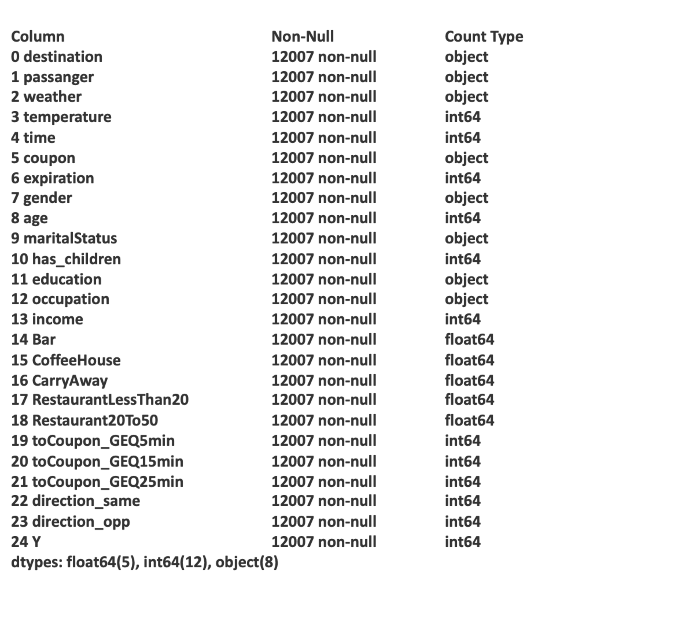 Column Non-Null Count Type
0 destination 12007 non-null object
1 passanger 12007 non-null object
2 weather 12007 non-null object
3 temperature 12007 non-null int64
4 time 12007 non-null int64
5 coupon 12007 non-null object
6 expiration 12007 non-null int64
7 gender 12007 non-null object
8 age 12007 non-null int64
9 maritalStatus 12007 non-null object
10 has_children 12007 non-null int64
11 education 12007 non-null object
12 occupation 12007 non-null object
13 income 12007 non-null int64
14 Bar 12007 non-null float64
15 CoffeeHouse 12007 non-null float64
16 CarryAway 12007 non-null float64
17 RestaurantLessThan20 12007 non-null float64
18 Restaurant20To50 12007 non-null float64
19 toCoupon_GEQ5min 12007 non-null int64
20 toCoupon_GEQ15min 12007 non-null int64
21 toCoupon_GEQ25min 12007 non-null int64
22 direction_same 12007 non-null int64
23 direction_opp 12007 non-null int64
24 Y 12007 non-null int64
dtypes: float64(5), int64(12), object(8)